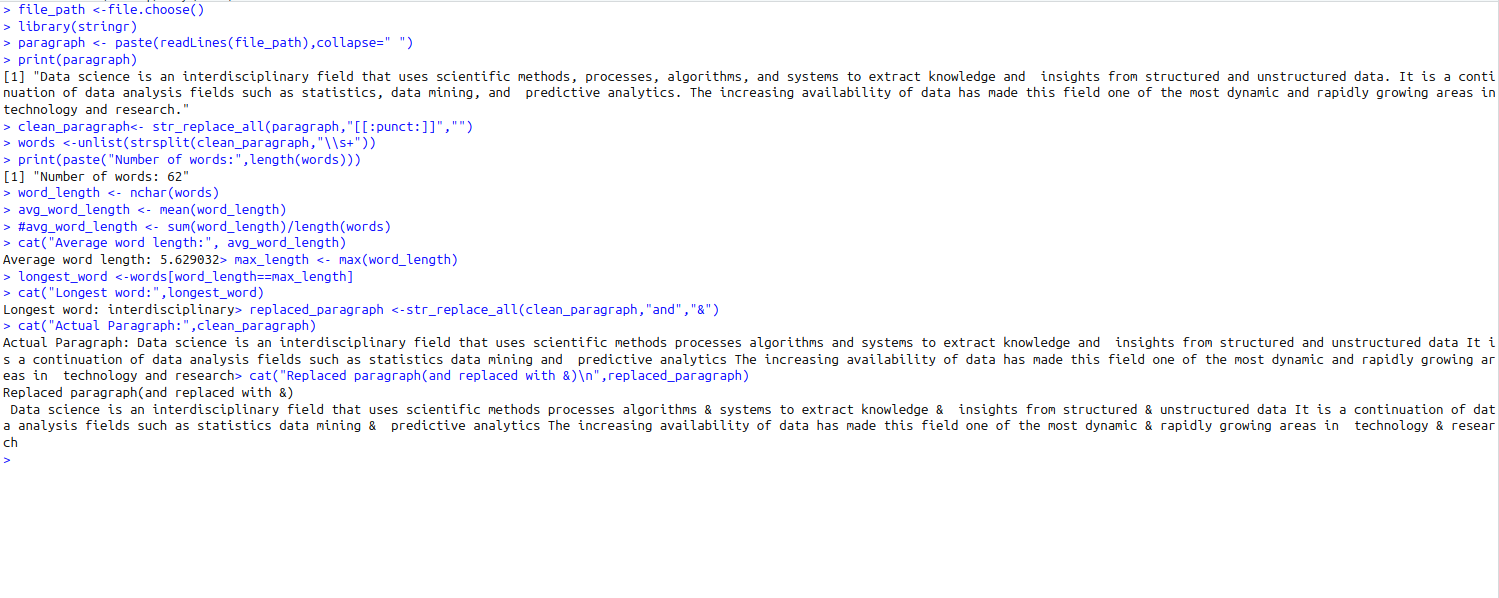 > file_path <-file.choose()
> library(stringr)
> paragraph <- paste(readLines(file_path),collapse=" ")
> print(paragraph)
[1] "Data science is an interdisciplinary field that uses scientific methods, processes, algorithms, and systems to extract knowledge and  insights from structured and unstructured data. It is a conti
nuation of data analysis fields such as statistics, data mining, and  predictive analytics. The increasing availability of data has made this field one of the most dynamic and rapidly growing areas in
technology and research."
> clean_paragraph<- str_replace_all(paragraph,"[[:punct:]]","")
> words <-unlist(strsplit(clean_paragraph,"\\s+"))
> print(paste("Number of words:",length(words)))
[1] "Number of words: 62"
> word_length <- nchar(words)
> avg_word_length <- mean(word_length)
> #avg_word_length <- sum(word_length)/length(words)
> cat("Average word length:", avg_word_length)
Average word length: 5.629032> max_length <- max(word_length)
> longest_word <-words[word_length==max_length]
> cat("Longest word:",longest_word)
Longest word: interdisciplinary> replaced_paragraph <-str_replace_all(clean_paragraph,"and","&")
> cat("Actual Paragraph:",clean_paragraph)
Actual Paragraph: Data science is an interdisciplinary field that uses scientific methods processes algorithms and systems to extract knowledge and  insights from structured and unstructured data It i
s a continuation of data analysis fields such as statistics data mining and  predictive analytics The increasing availability of data has made this field one of the most dynamic and rapidly growing ar
eas in  technology and research> cat("Replaced paragraph(and replaced with &)\n",replaced_paragraph)
Replaced paragraph(and replaced with &)
 Data science is an interdisciplinary field that uses scientific methods processes algorithms & systems to extract knowledge &  insights from structured & unstructured data It is a continuation of dat
a analysis fields such as statistics data mining &  predictive analytics The increasing availability of data has made this field one of the most dynamic & rapidly growing areas in  technology & resear
ch
>